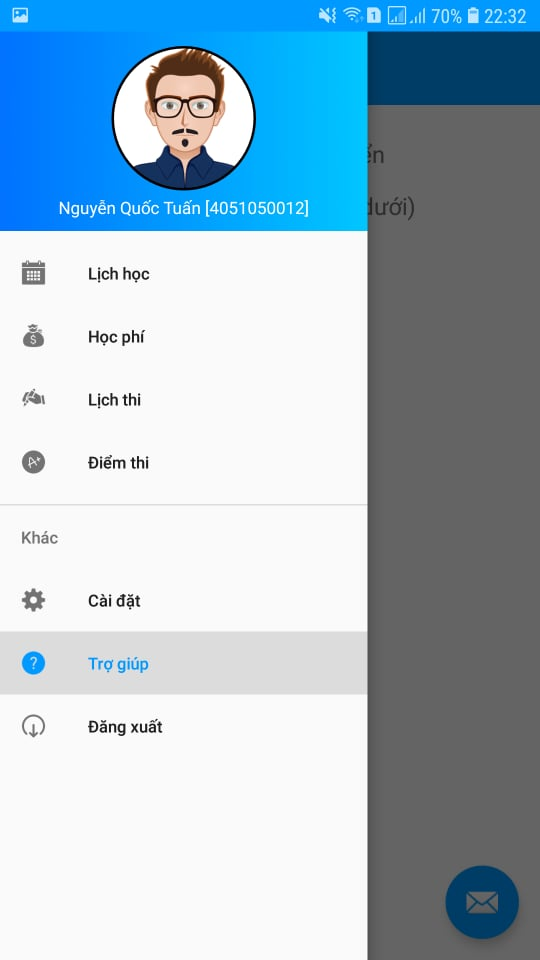 70% 22:32
Nguyễn Quốc Tuấn [4051050012]
Lịch học
Học phí
Lịch thi
Điểm thi
Khác
Cài đặt
Trợ giúp
Đăng xuất
dưới)